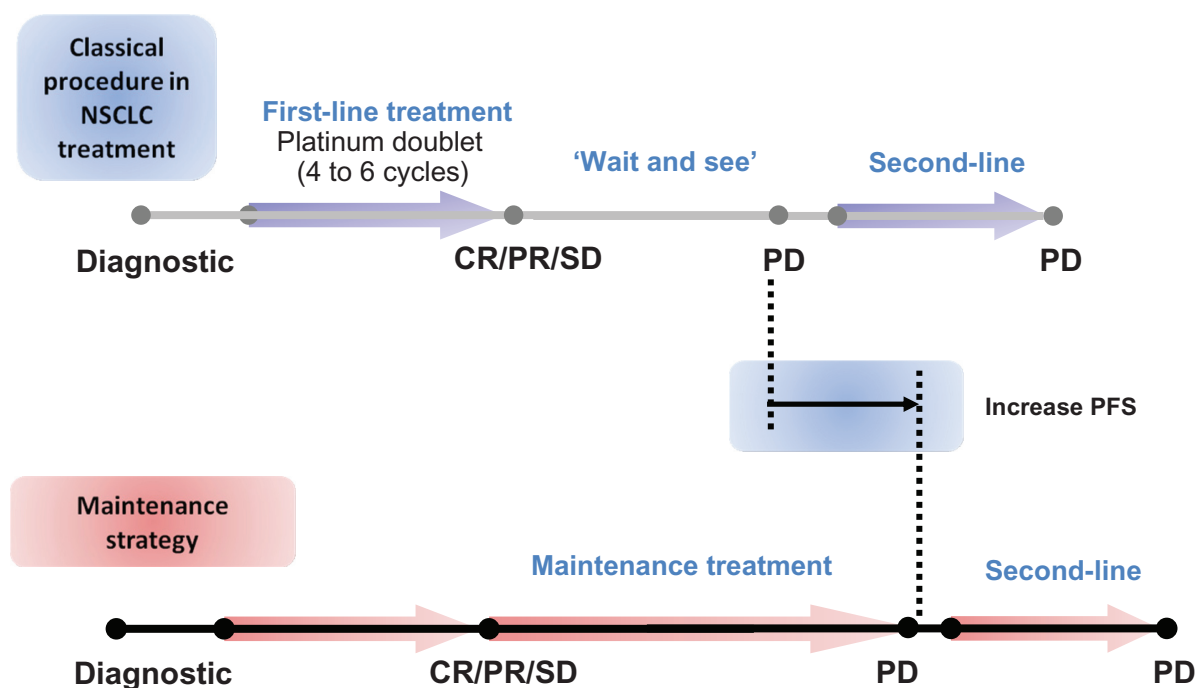 Classical
procedure in
NSCLC
treatment
First-line treatment
Platinum doublet
(4 to 6 cycles)
‘Wait and see’
Second-line
Diagnostic
CR/PR/SD
PD
PD
Increase PFS
Maintenance
strategy
Maintenance treatment
Second-line
Diagnostic
CR/PR/SD
PD
PD